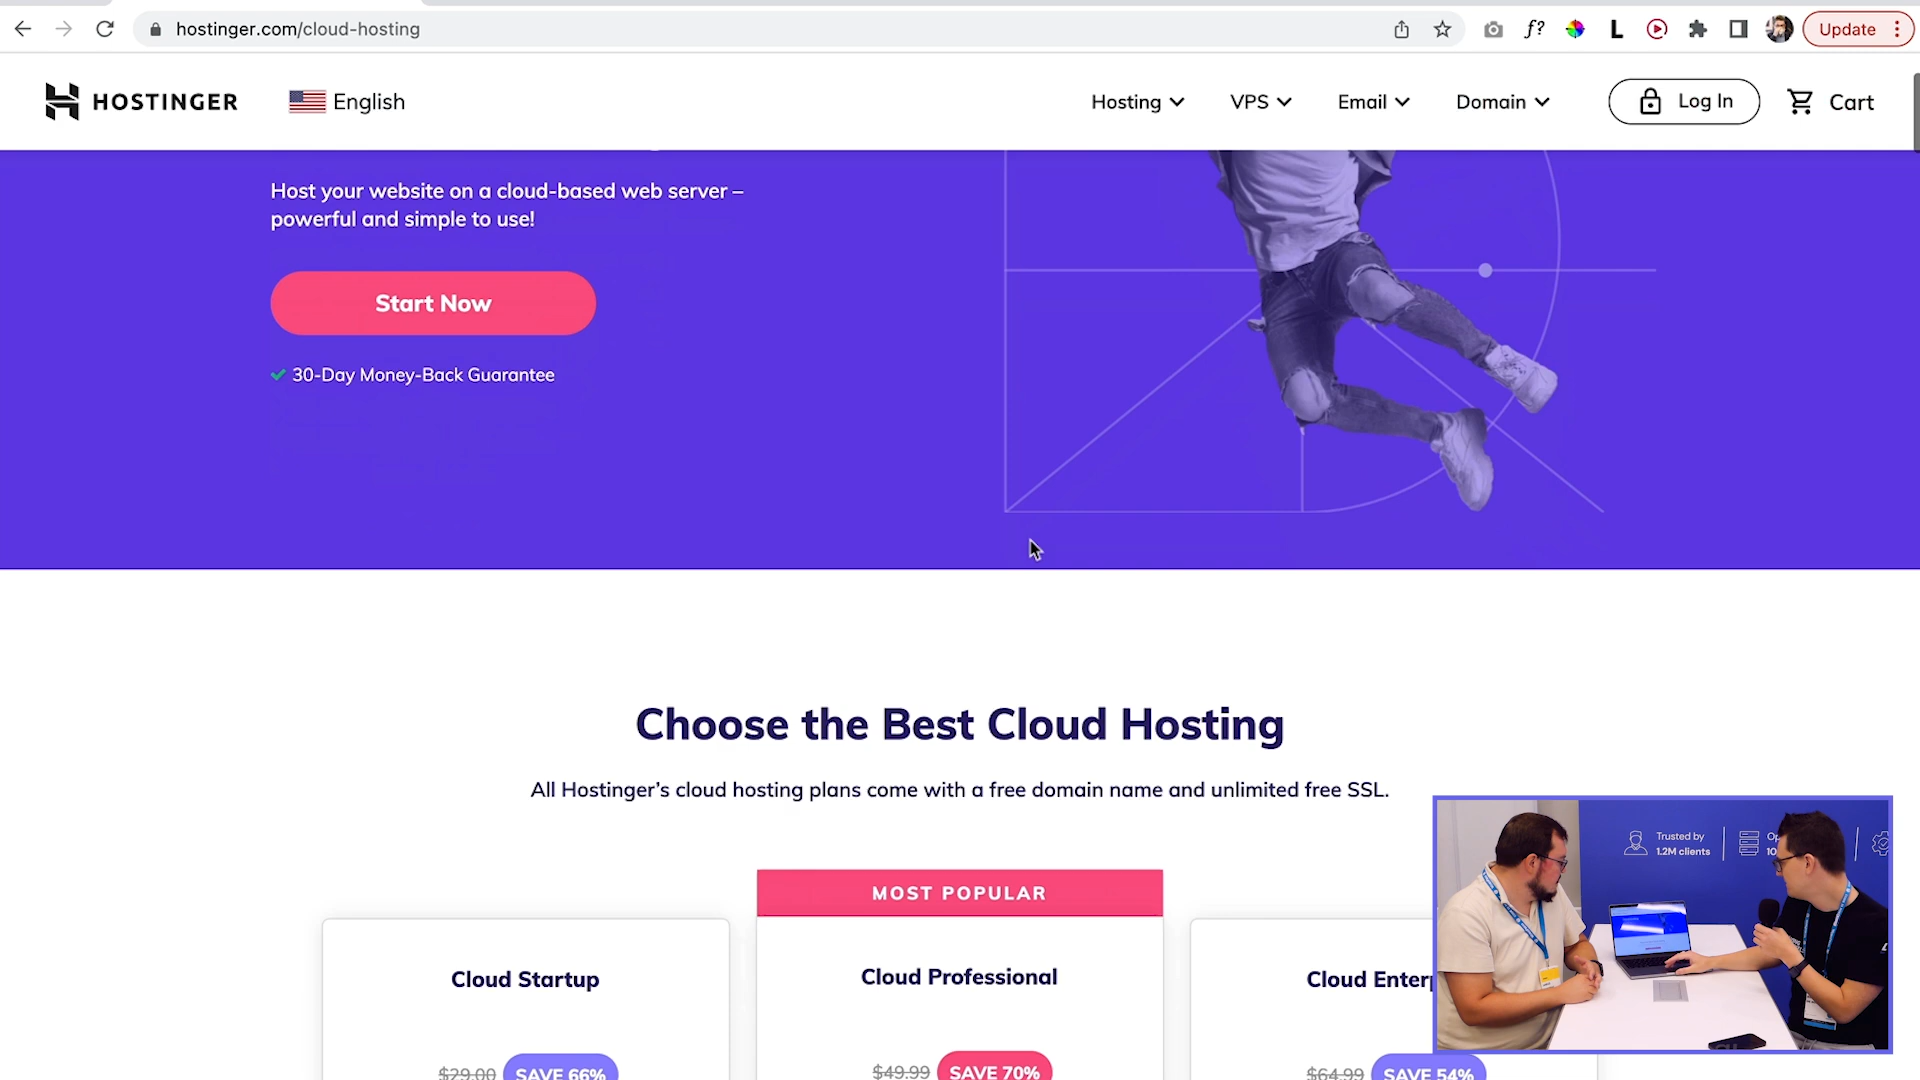 hostinger.com/cloud-hosting
f?
L
Update
HOSTINGER
English
Hosting
VPS
Email
Domain
Log In
Cart
Host your website on a cloud-based web server –
powerful and simple to use!
Start Now
30-Day Money-Back Guarantee
Choose the Best Cloud Hosting
All Hostinger's cloud hosting plans come with a free domain name and unlimited free SSL.
MOST POPULAR
Cloud Startup
Cloud Professional
Cloud Enterp
$29.00 SAVE 66%
$49.99 SAVE 70%
$64.99 SAVE 54%
Trusted by
1.2M clients